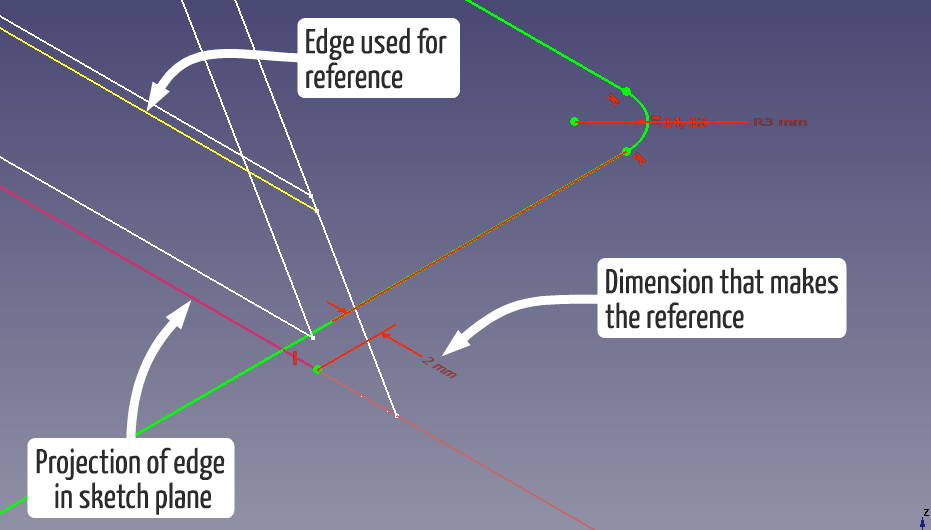 Edge used for
reference
R3 mm
Dimension that makes
the reference
2 mm
Projection of edge
in sketch plane
z